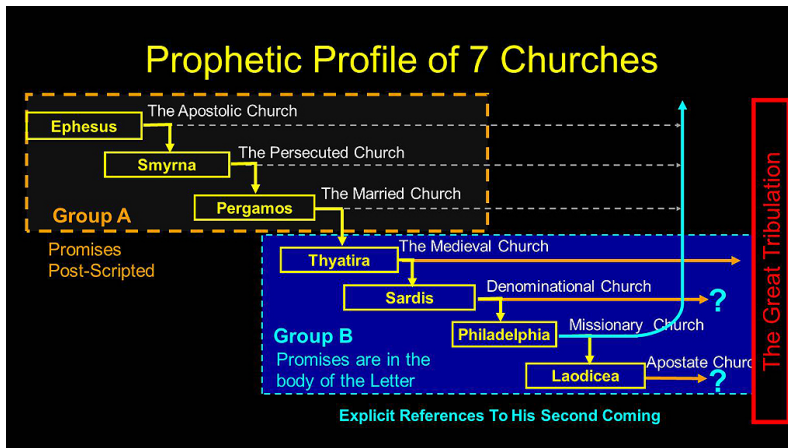 Prophetic Profile of 7 Churches
Ephesus
The Apostolic Church
Smyrna
The Persecuted Church
Pergamos
The Married Church
Group A
Promises
Post-Scripted
Thyatira
The Medieval Church
Sardis
Denominational Church
?
Philadelphia
Missionary Church
Group B
Promises are in the
body of the Letter
Laodicea
Apostate Churc
?
Explicit References To His Second Coming
The Great Tribulation